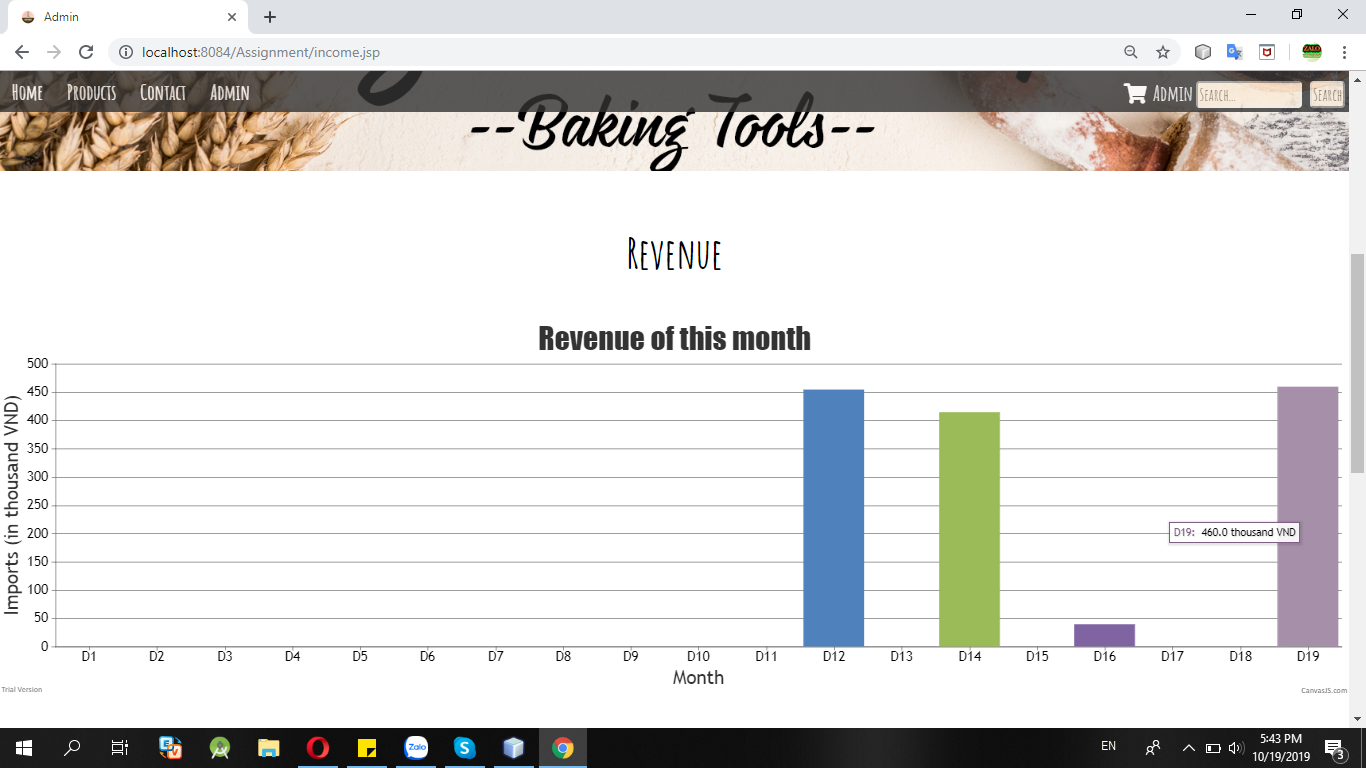 Admin
localhost:8084/Assignment/income.jsp
Home Products Contact Admin Admin Search... Search
--Baking Tools--
Revenue
Revenue of this month
Imports (in thousand VND)
500
450
400
350
300
250
200
150
100
50
0
D19: 460.0 thousand VND
D1 D2 D3 D4 D5 D6 D7 D8 D9 D10 D11 D12 D13 D14 D15 D16 D17 D18 D19
Month
Trial Version CanvasJS.com
Zalo
EN
5:43 PM
10/19/2019
3